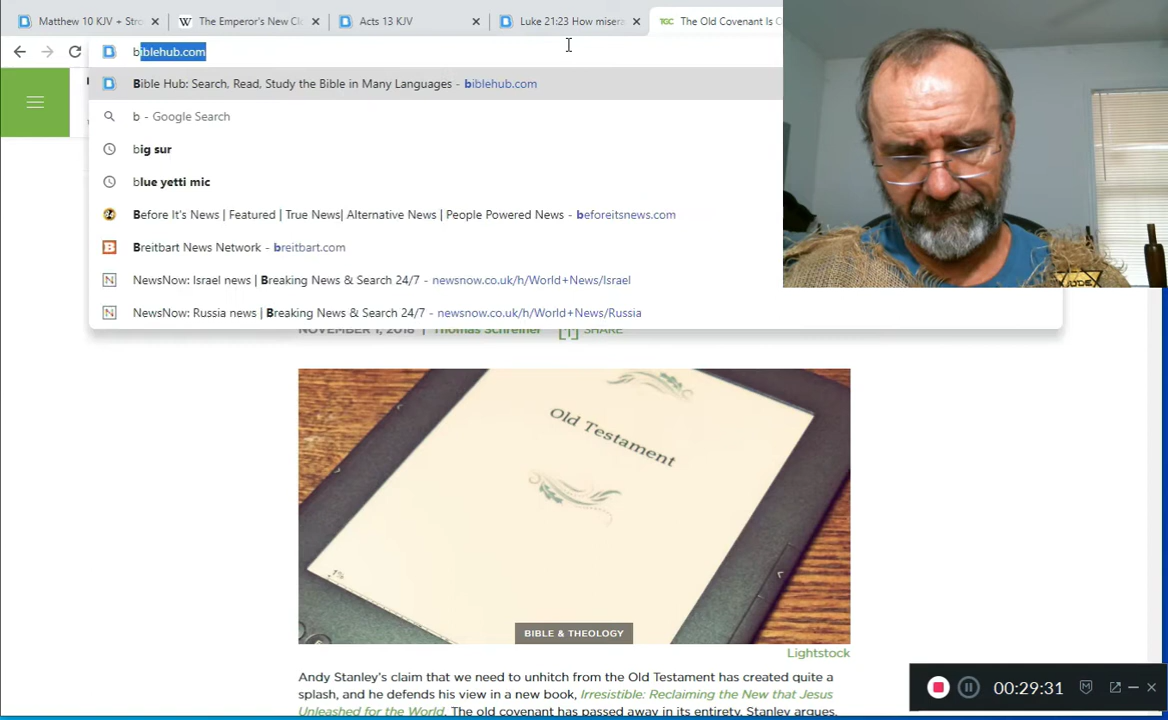 Matthew 10 KJV + Stro
The Emperor's New Cl
Acts 13 KJV
Luke 21:23 How misera
TGC The Old Covenant Is O
biblehub.com
Bible Hub: Search, Read, Study the Bible in Many Languages - biblehub.com
b - Google Search
big sur
blue yetti mic
Before It's News | Featured | True News| Alternative News | People Powered News - beforeitsnews.com
Breitbart News Network - breitbart.com
NewsNow: Israel news | Breaking News & Search 24/7 - newsnow.co.uk/h/World+News/Israel
NewsNow: Russia news | Breaking News & Search 24/7 - newsnow.co.uk/h/World+News/Russia
JUDE
NOVEMBER 1, 2018 | Thomas Schreiner SHARE
Old Testament
1%
BIBLE & THEOLOGY
Lightstock
Andy Stanley's claim that we need to unhitch from the Old Testament has created quite a
splash, and he defends his view in a new book, Irresistible: Reclaiming the New that Jesus
Unleashed for the World. The old covenant has passed away in its entirety, Stanley argues,
00:29:31